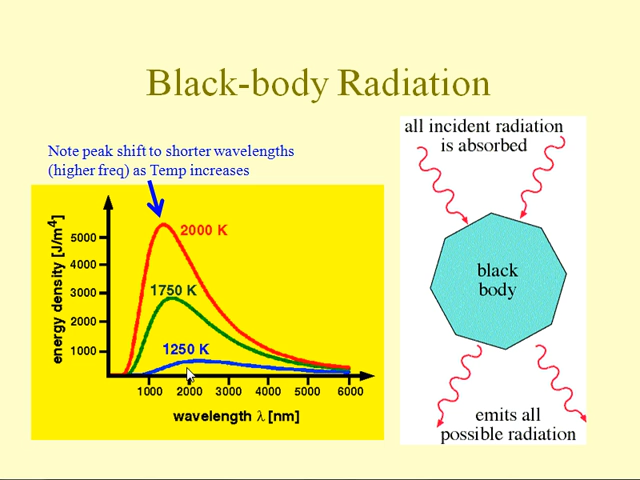 Black-body Radiation
Note peak shift to shorter wavelengths
(higher freq) as Temp increases
energy density [J/m⁴]
5000
4000
3000
2000
1000
2000 K
1750 K
1250 K
1000 2000 3000 4000 5000 6000
wavelength λ [nm]
all incident radiation
is absorbed
black
body
emits all
possible radiation